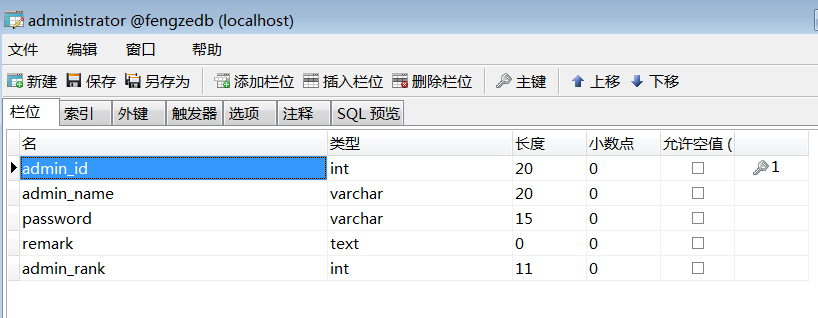 administrator @fengzedb (localhost)
文件 编辑 窗口 帮助
新建 保存 另存为 添加栏位 插入栏位 删除栏位 主键 上移 下移
栏位 索引 外键 触发器 选项 注释 SQL 预览
名 类型 长度 小数点 允许空值 (
admin_id int 20 0 1
admin_name varchar 20 0
password varchar 15 0
remark text 0 0
admin_rank int 11 0